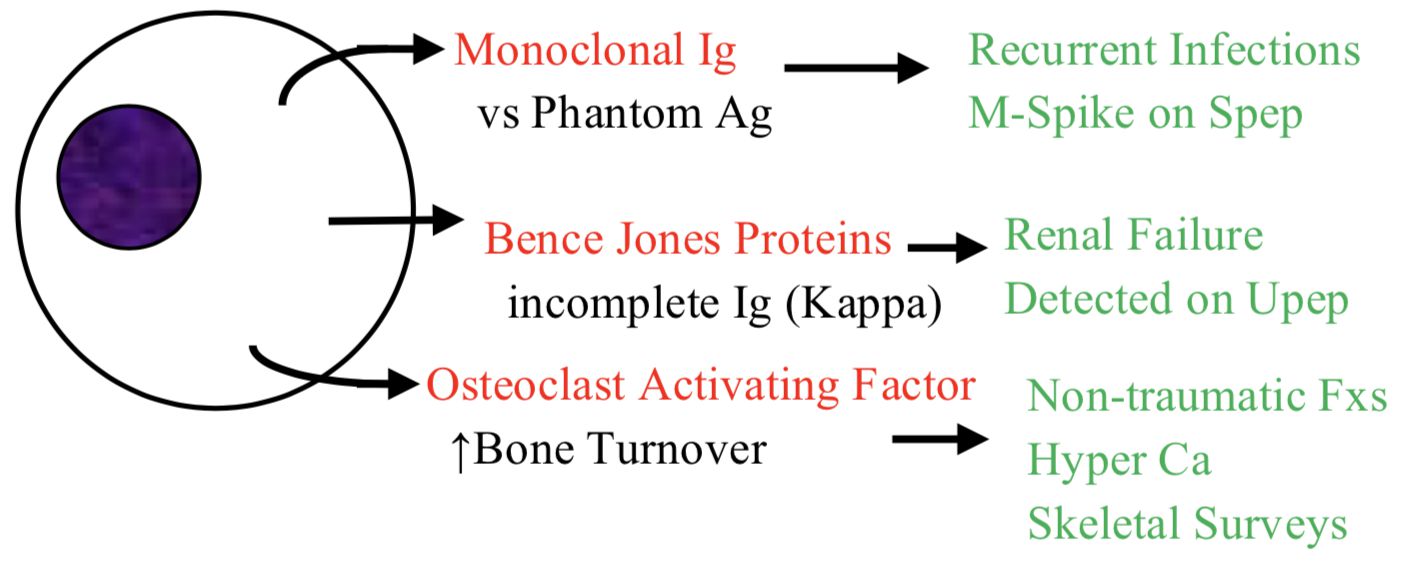 Monoclonal Ig
vs Phantom Ag
Recurrent Infections
M-Spike on Spep
Bence Jones Proteins
incomplete Ig (Kappa)
Renal Failure
Detected on Upep
Osteoclast Activating Factor
↑Bone Turnover
Non-traumatic Fxs
Hyper Ca
Skeletal Surveys